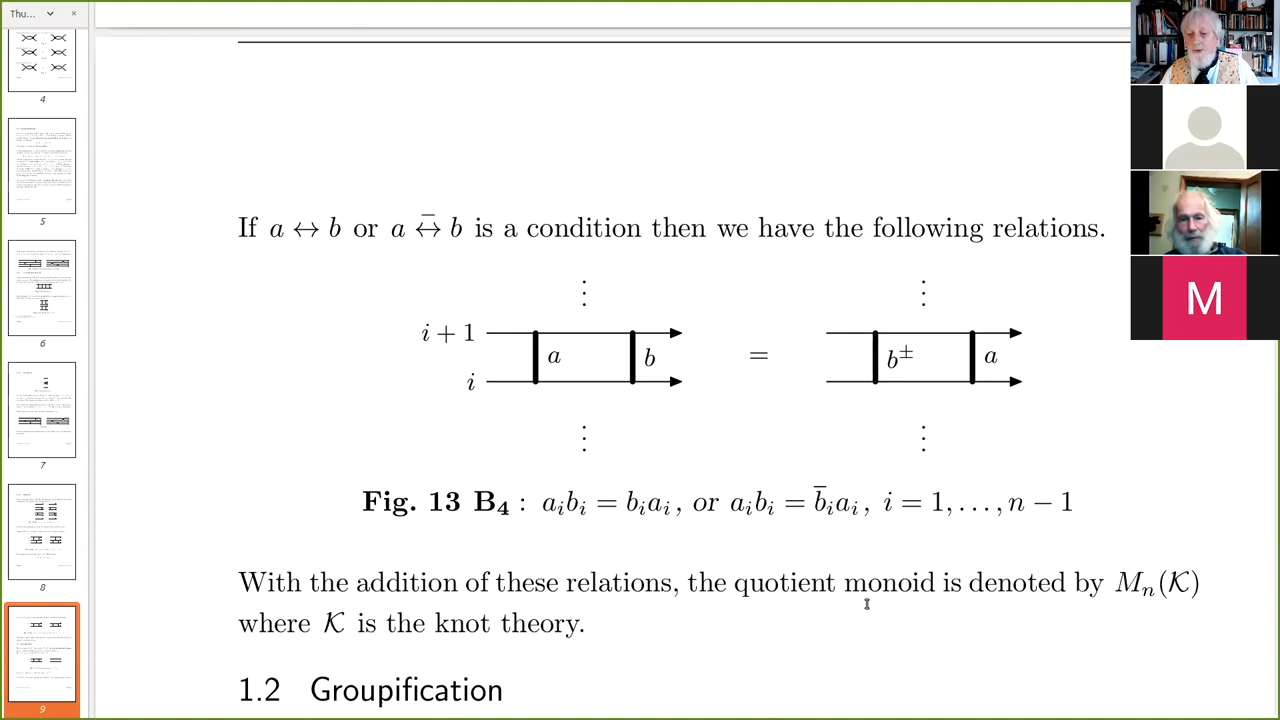 Thu...
4
5
6
7
8
9
If a ↔ b or a ↔̄ b is a condition then we have the following relations.
⋮ ⋮
i + 1
a b = b± a
i
⋮ ⋮
Fig. 13 B₄ : aᵢbᵢ = bᵢaᵢ, or aᵢbᵢ = b̄ᵢaᵢ, i = 1, . . . , n − 1
With the addition of these relations, the quotient monoid is denoted by Mₙ(𝒦)
where 𝒦 is the knot theory.
1.2 Groupification
M